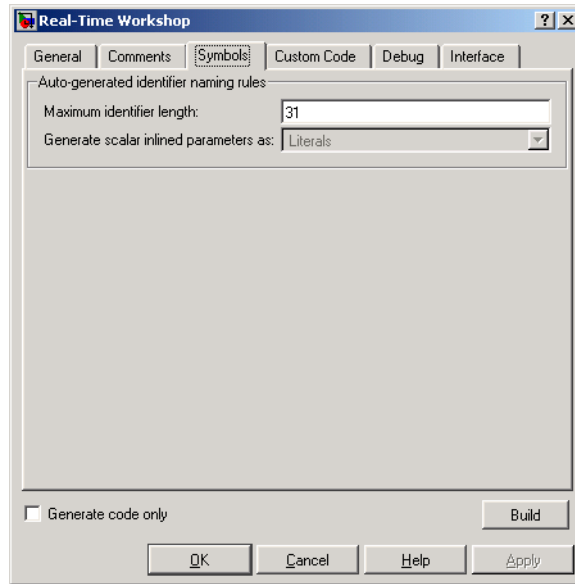 Real-Time Workshop
General Comments Symbols Custom Code Debug Interface
Auto-generated identifier naming rules
Maximum identifier length: 31
Generate scalar inlined parameters as: Literals
Generate code only Build
OK Cancel Help Apply